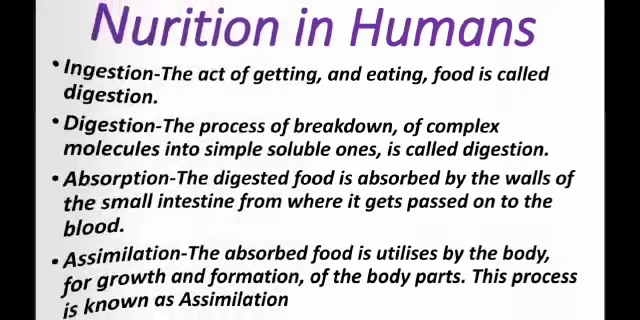 Nurition in Humans
• Ingestion-The act of getting, and eating, food is called
digestion.
• Digestion-The process of breakdown, of complex
molecules into simple soluble ones, is called digestion.
• Absorption-The digested food is absorbed by the walls of
the small intestine from where it gets passed on to the
blood.
• Assimilation-The absorbed food is utilises by the body,
for growth and formation, of the body parts. This process
is known as Assimilation